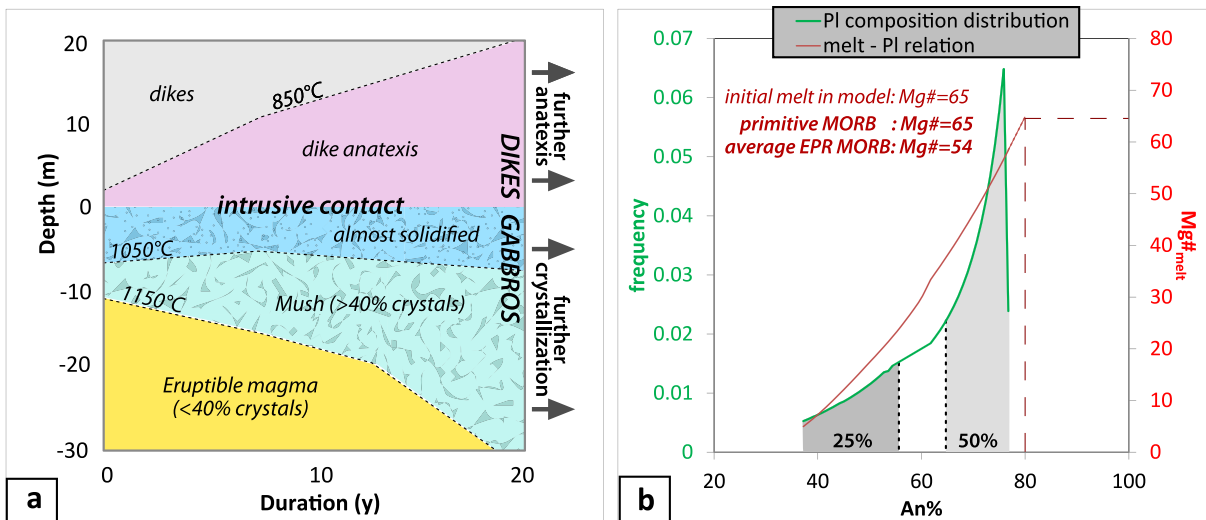 20
10
0
-10
-20
-30
Depth (m)
0
10
20
Duration (y)
dikes
850°C
dike anatexis
intrusive contact
almost solidified
1050°C
1150°C
Mush (>40% crystals)
Eruptible magma
(<40% crystals)
DIKES
GABBROS
further
anatexis
further
crystallization
a
Pl composition distribution
melt - Pl relation
0.07
0.06
0.05
0.04
0.03
0.02
0.01
0
frequency
initial melt in model: Mg#=65
primitive MORB : Mg#=65
average EPR MORB: Mg#=54
25%
50%
20
40
60
80
100
An%
80
70
60
50
40
30
20
10
0
Mg#melt
b